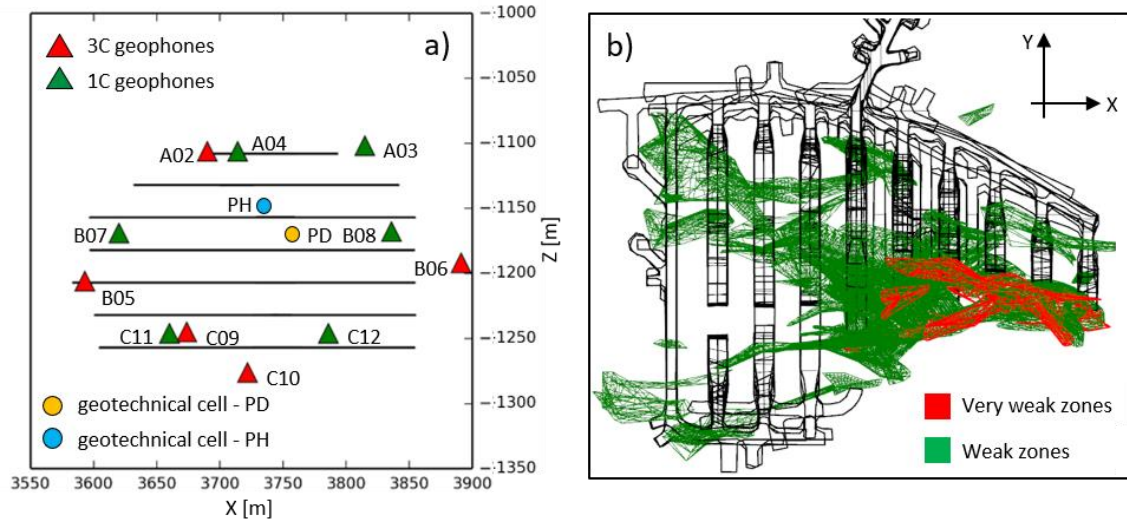 3C geophones
1C geophones
a)
A02
A04
A03
PH
B07
PD
B08
B06
B05
C11
C09
C12
C10
geotechnical cell - PD
geotechnical cell - PH
3550 3600 3650 3700 3750 3800 3850 3900
X [m]
-1000
-1050
-1100
-1150
-1200
-1250
-1300
-1350
Z [m]
b)
Y
X
Very weak zones
Weak zones